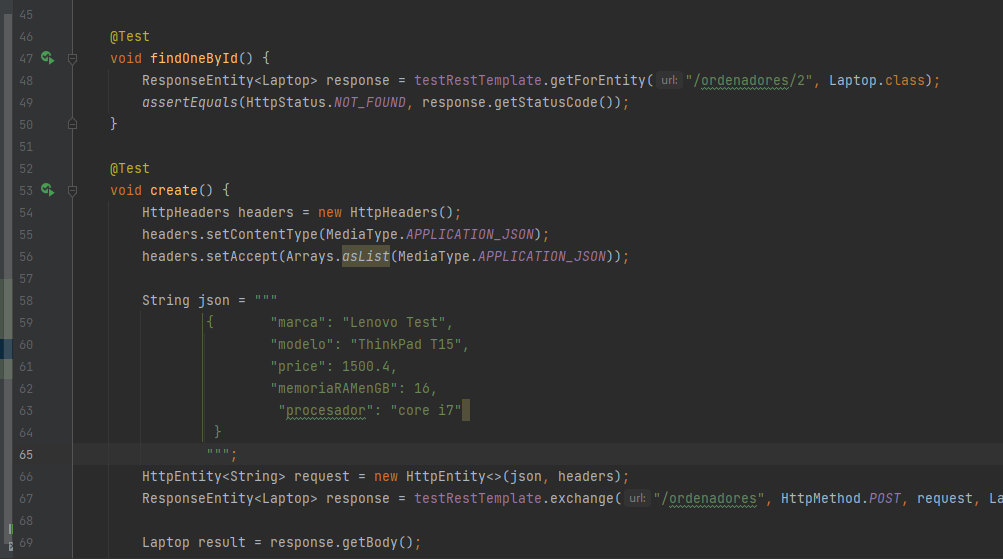 45
46 @Test
47 void findOneById() {
48 ResponseEntity<Laptop> response = testRestTemplate.getForEntity( url: "/ordenadores/2", Laptop.class);
49 assertEquals(HttpStatus.NOT_FOUND, response.getStatusCode());
50 }
51
52 @Test
53 void create() {
54 HttpHeaders headers = new HttpHeaders();
55 headers.setContentType(MediaType.APPLICATION_JSON);
56 headers.setAccept(Arrays.asList(MediaType.APPLICATION_JSON));
57
58 String json = """
59 { "marca": "Lenovo Test",
60 "modelo": "ThinkPad T15",
61 "price": 1500.4,
62 "memoriaRAMenGB": 16,
63 "procesador": "core i7"
64 }
65 """;
66 HttpEntity<String> request = new HttpEntity<>(json, headers);
67 ResponseEntity<Laptop> response = testRestTemplate.exchange( url: "/ordenadores", HttpMethod.POST, request, La
68
69 Laptop result = response.getBody();